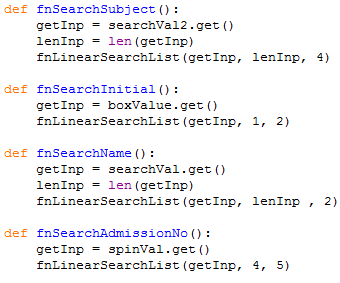 def fnSearchSubject():
    getInp = searchVal2.get()
    lenInp = len(getInp)
    fnLinearSearchList(getInp, lenInp, 4)

def fnSearchInitial():
    getInp = boxValue.get()
    fnLinearSearchList(getInp, 1, 2)

def fnSearchName():
    getInp = searchVal.get()
    lenInp = len(getInp)
    fnLinearSearchList(getInp, lenInp , 2)

def fnSearchAdmissionNo():
    getInp = spinVal.get()
    fnLinearSearchList(getInp, 4, 5)